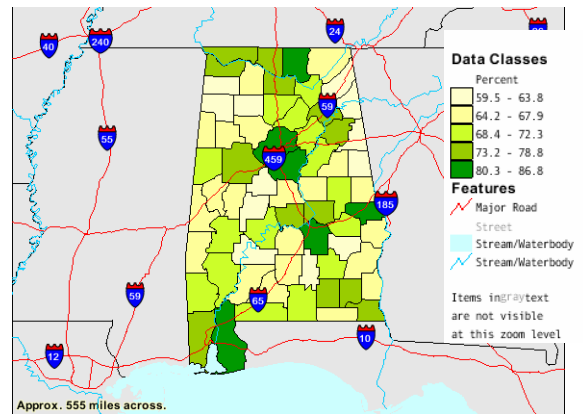 24
40
240
Data Classes
Percent
59.5 - 63.8
64.2 - 67.9
68.4 - 72.3
73.2 - 78.8
80.3 - 86.8
Features
Major Road
Street
Stream/Waterbody
Stream/Waterbody
Items in gray text
are not visible
at this zoom level
59
55
459
185
59
65
10
12
Approx. 555 miles across.